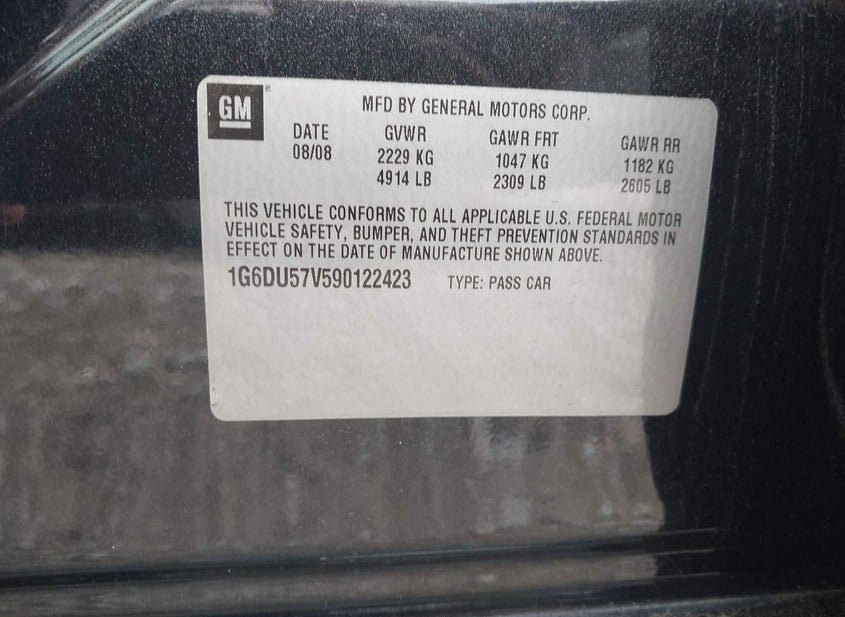 GM
MFD BY GENERAL MOTORS CORP.
DATE GVWR GAWR FRT GAWR RR
08/08 2229 KG 1047 KG 1182 KG
4914 LB 2309 LB 2605 LB
THIS VEHICLE CONFORMS TO ALL APPLICABLE U.S. FEDERAL MOTOR
VEHICLE SAFETY, BUMPER, AND THEFT PREVENTION STANDARDS IN
EFFECT ON THE DATE OF MANUFACTURE SHOWN ABOVE.
1G6DU57V590122423 TYPE: PASS CAR